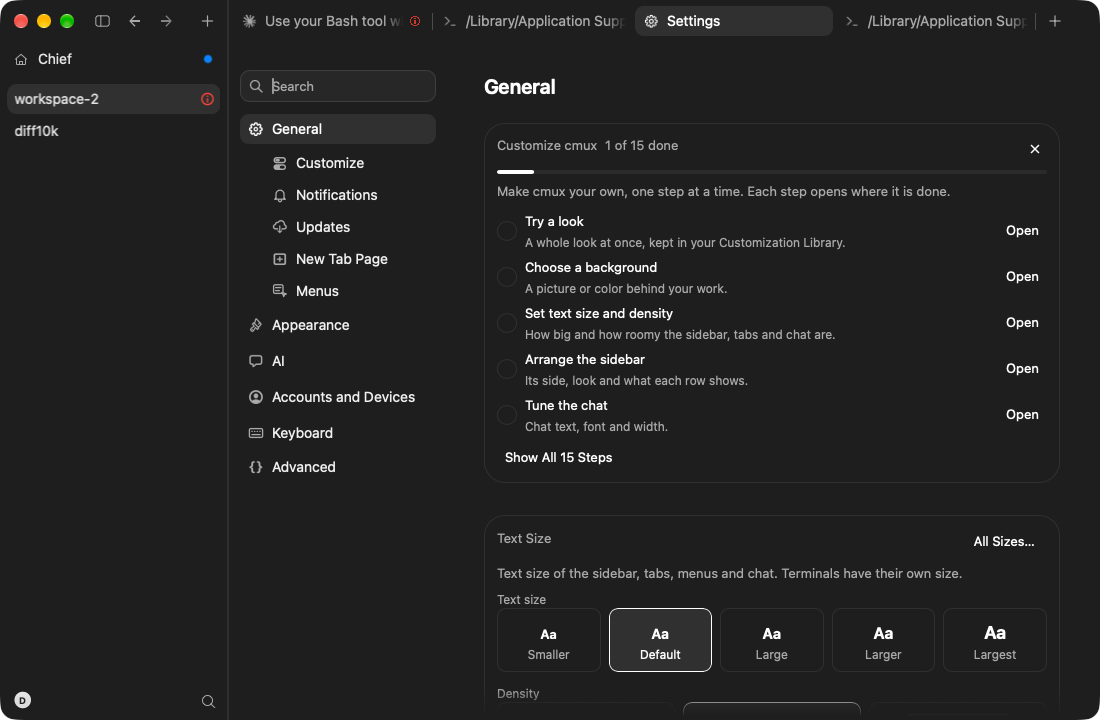 Use your Bash tool w
/Library/Application Supp
Settings
/Library/Application Supp
Chief
workspace-2
diff10k
D
Search
General
Customize
Notifications
Updates
New Tab Page
Menus
Appearance
AI
Accounts and Devices
Keyboard
Advanced
General
Customize cmux 1 of 15 done
Make cmux your own, one step at a time. Each step opens where it is done.
Try a look
A whole look at once, kept in your Customization Library.
Open
Choose a background
A picture or color behind your work.
Open
Set text size and density
How big and how roomy the sidebar, tabs and chat are.
Open
Arrange the sidebar
Its side, look and what each row shows.
Open
Tune the chat
Chat text, font and width.
Open
Show All 15 Steps
Text Size
All Sizes...
Text size of the sidebar, tabs, menus and chat. Terminals have their own size.
Text size
Aa Aa Aa Aa Aa
Smaller Default Large Larger Largest
Density